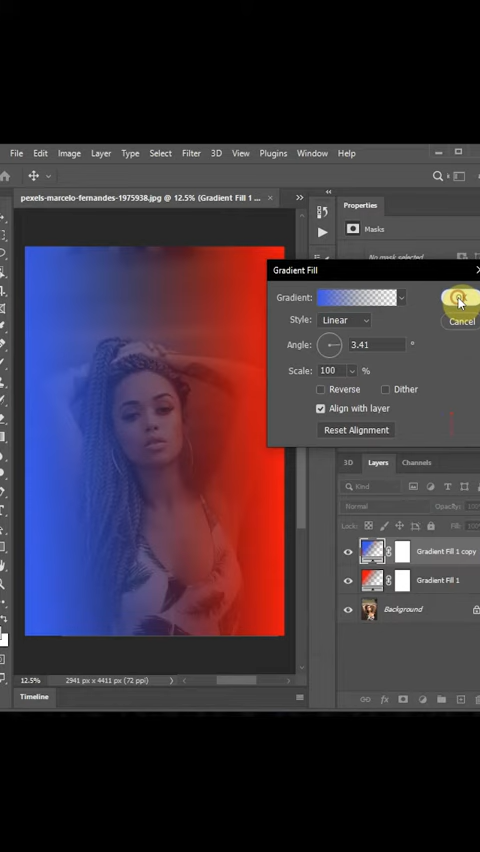 File Edit Image Layer Type Select Filter 3D View Plugins Window Help
pexels-marcelo-fernandes-1975938.jpg @ 12.5% (Gradient Fill 1 ...
Properties
Masks
No mask selected
Gradient Fill
Gradient:
Cancel
Style: Linear
Angle: 3.41 °
Scale: 100 %
Reverse Dither
Align with layer
Reset Alignment
3D Layers Channels
Kind
Normal Opacity:
Lock: Fill:
Gradient Fill 1 copy
Gradient Fill 1
Background
12.5% 2941 px x 4411 px (72 ppi)
Timeline